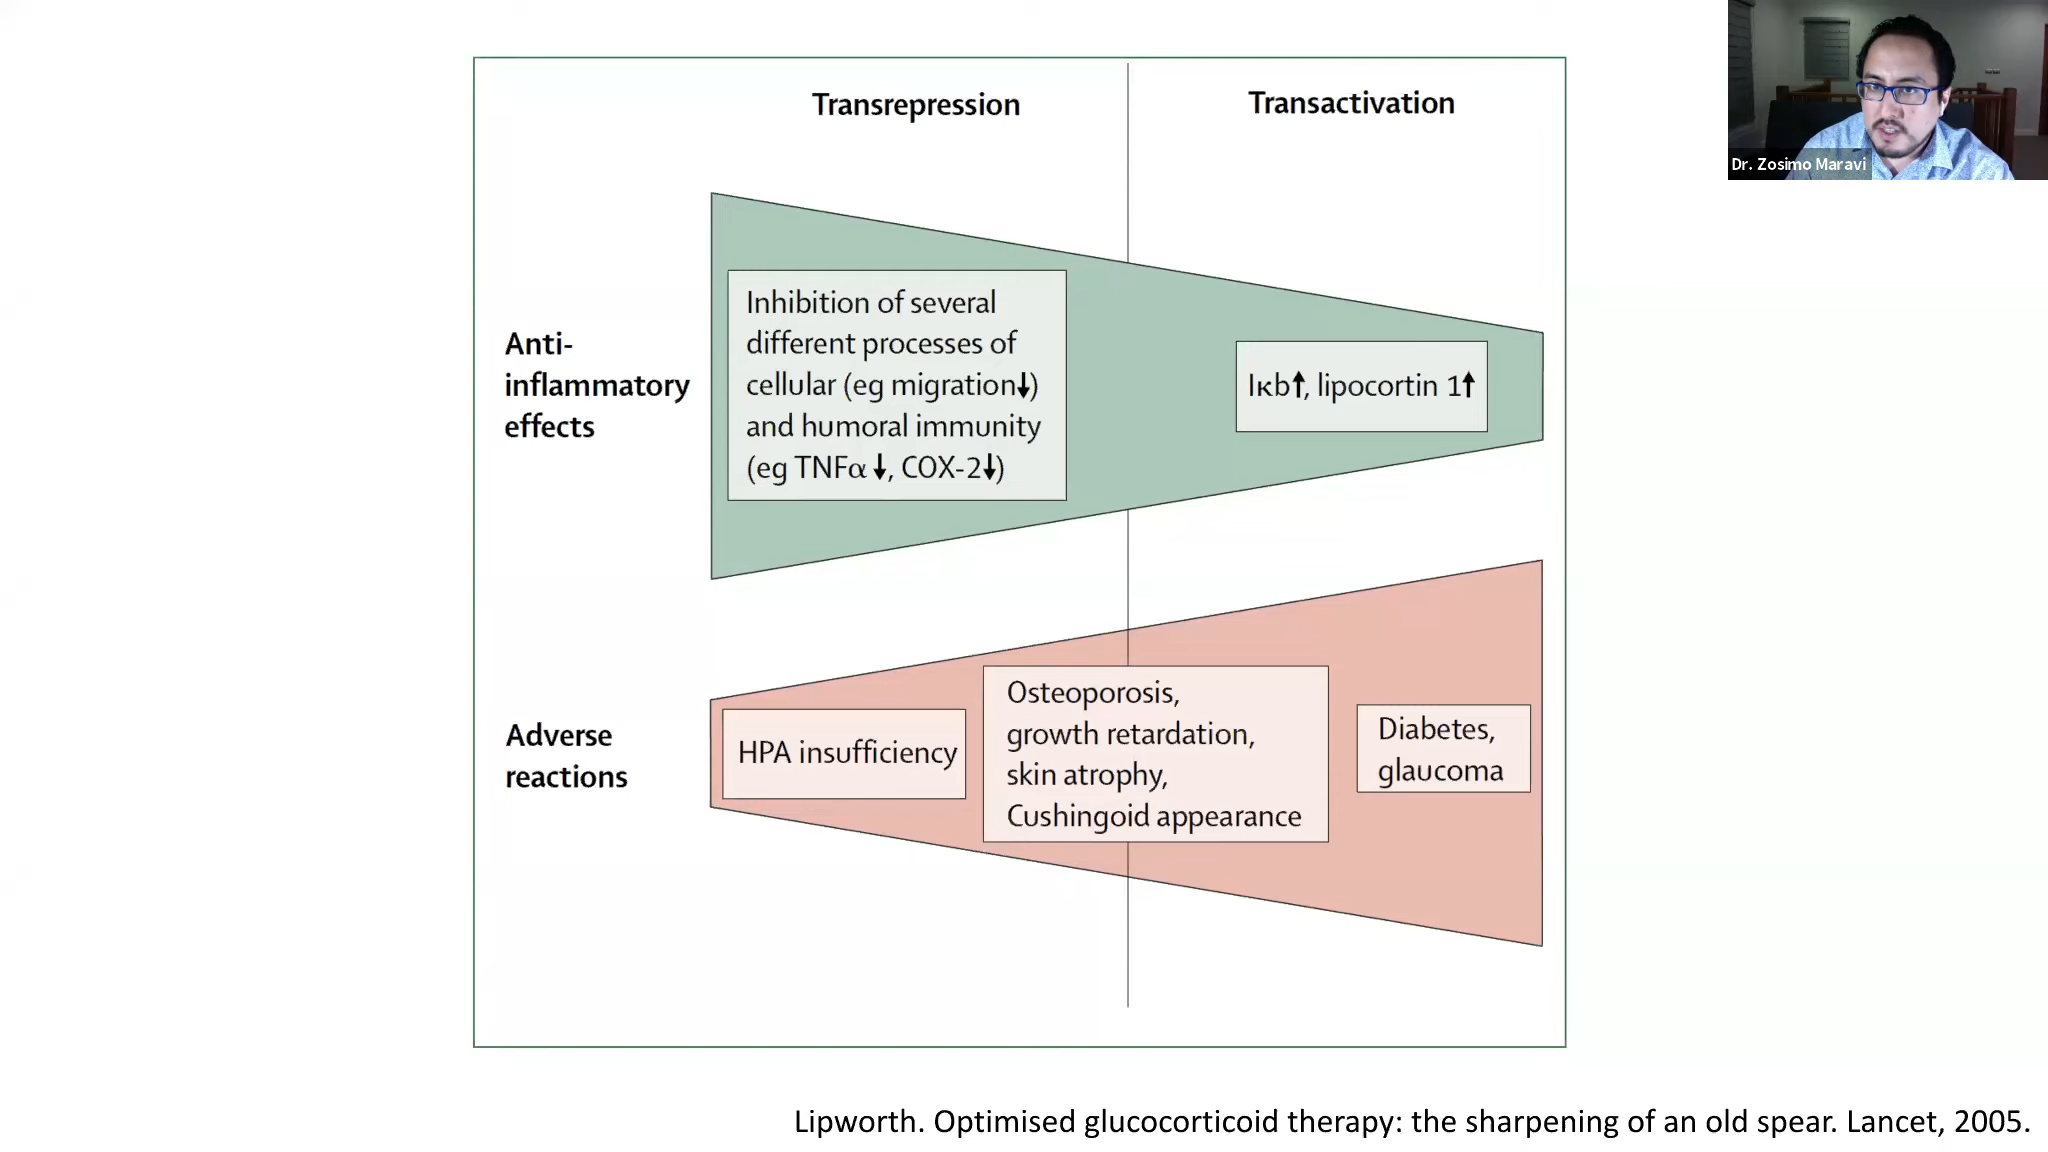 Transrepression
Transactivation
Anti-
inflammatory
effects
Inhibition of several
different processes of
cellular (eg migration↓)
and humoral immunity
(eg TNFα↓, COX-2↓)
Iκb↑, lipocortin 1↑
Adverse
reactions
HPA insufficiency
Osteoporosis,
growth retardation,
skin atrophy,
Cushingoid appearance
Diabetes,
glaucoma
Lipworth. Optimised glucocorticoid therapy: the sharpening of an old spear. Lancet, 2005.
Dr. Zosimo Maravi